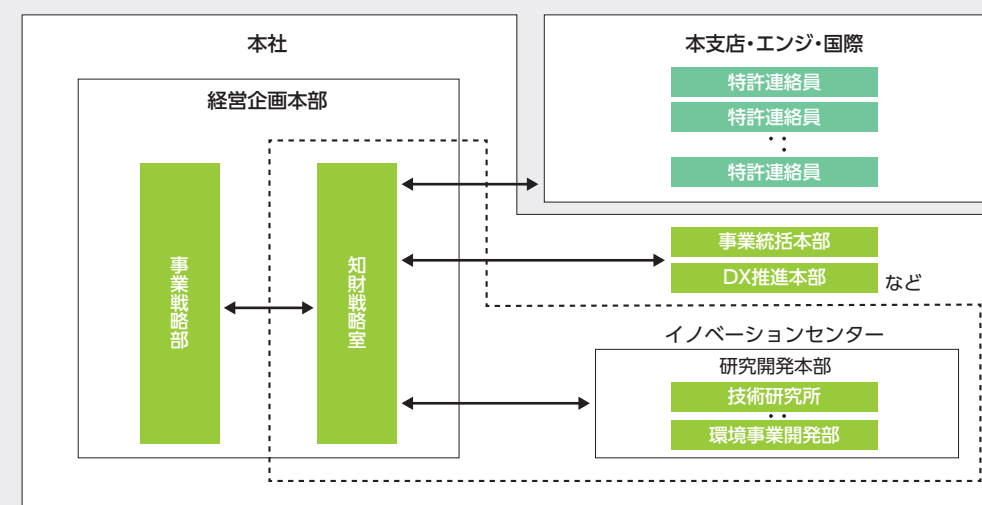 本社
経営企画本部
事業戦略部
知財戦略室
本支店・エンジ・国際
特許連絡員
特許連絡員
：
特許連絡員
事業統括本部
DX推進本部
など
イノベーションセンター
研究開発本部
技術研究所
：
環境事業開発部